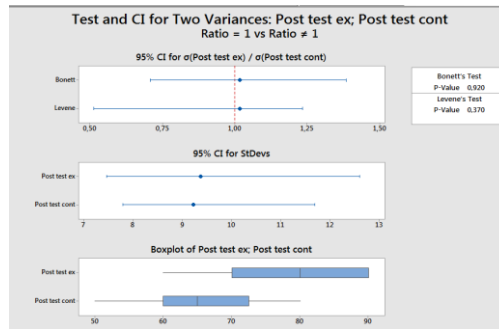 Test and CI for Two Variances: Post test ex; Post test cont
Ratio = 1 vs Ratio ≠ 1
95% CI for σ(Post test ex) / σ(Post test cont)
Bonett
Levene
0,50 0,75 1,00 1,25 1,50
Bonett's Test
P-Value 0,920
Levene's Test
P-Value 0,370
95% CI for StDevs
Post test ex
Post test cont
7 8 9 10 11 12 13
Boxplot of Post test ex; Post test cont
Post test ex
Post test cont
50 60 70 80 90